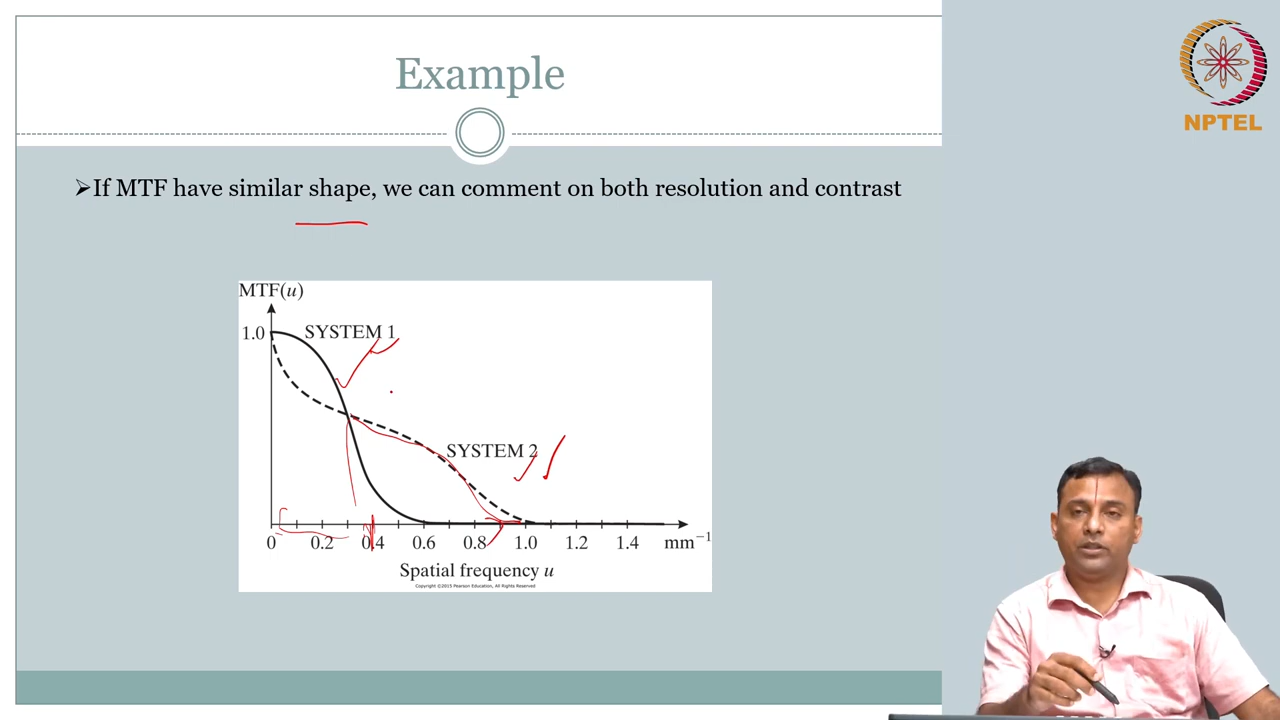 Example
NPTEL
➤If MTF have similar shape, we can comment on both resolution and contrast
MTF(u)
1.0
SYSTEM 1
SYSTEM 2
0 0.2 0.4 0.6 0.8 1.0 1.2 1.4 mm⁻¹
Spatial frequency u
Copyright ©2015 Pearson Education, All Rights Reserved